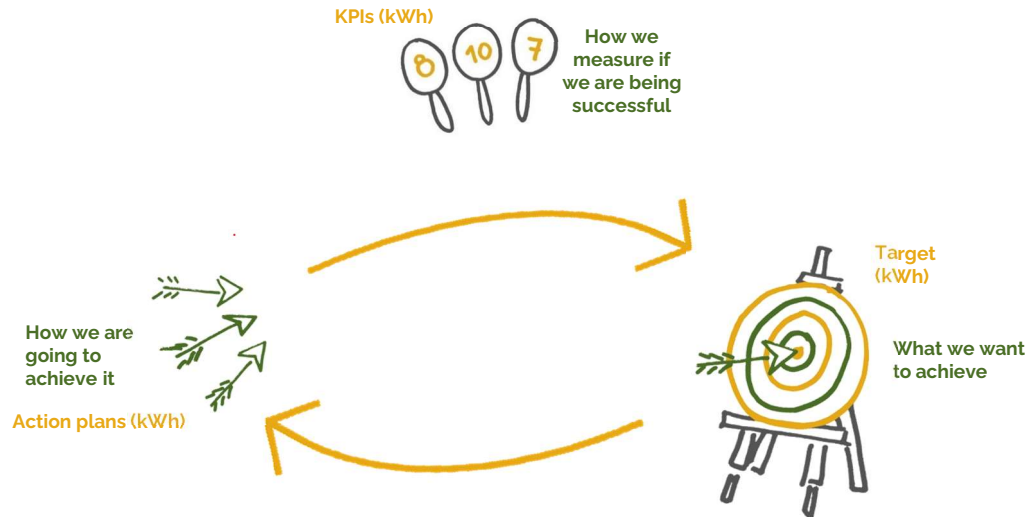 KPIs (kWh)
8
10
7
How we
measure if
we are being
successful
Target
(kWh)
What we want
to achieve
How we are
going to
achieve it
Action plans (kWh)